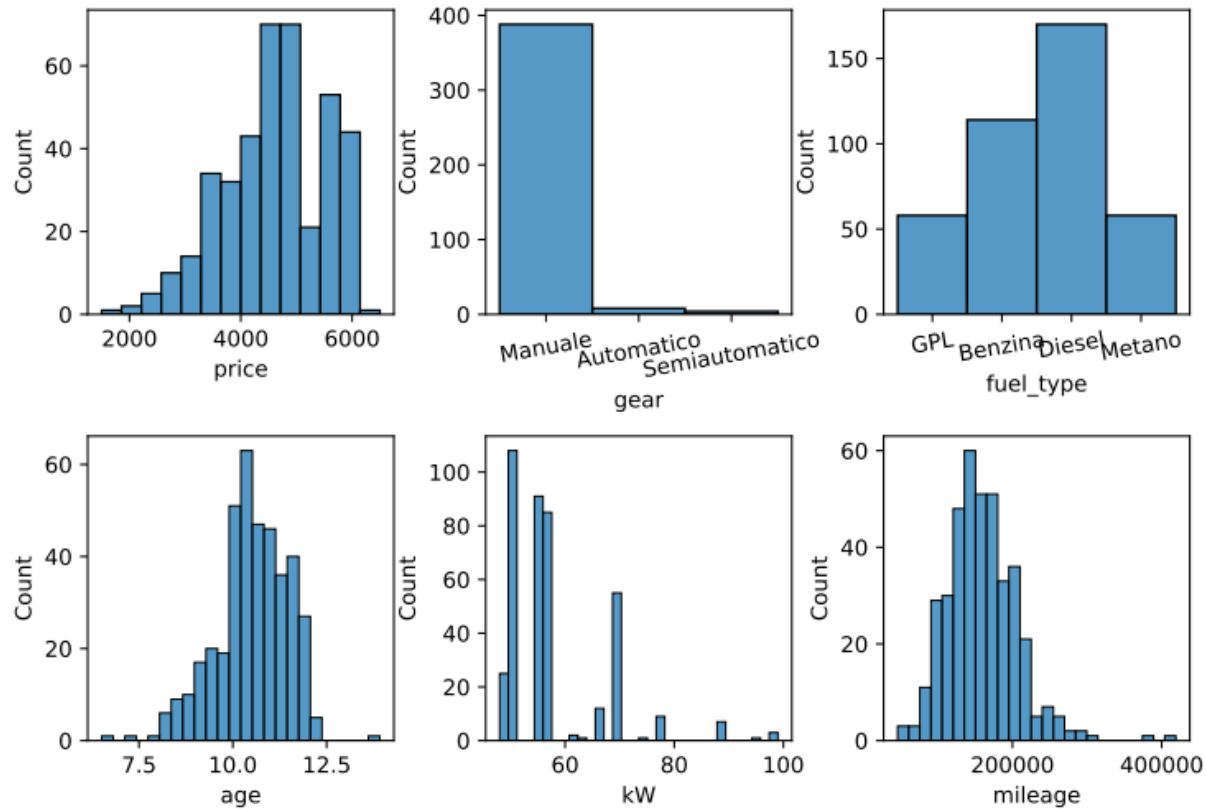 Count
60
40
20
0
2000 4000 6000
price
Count
400
300
200
100
0
Manuale Automatico Semiautomatico
gear
Count
150
100
50
0
GPL Benzina Diesel Metano
fuel_type
Count
60
40
20
0
7.5 10.0 12.5
age
Count
100
80
60
40
20
0
60 80 100
kW
Count
60
40
20
0
200000 400000
mileage